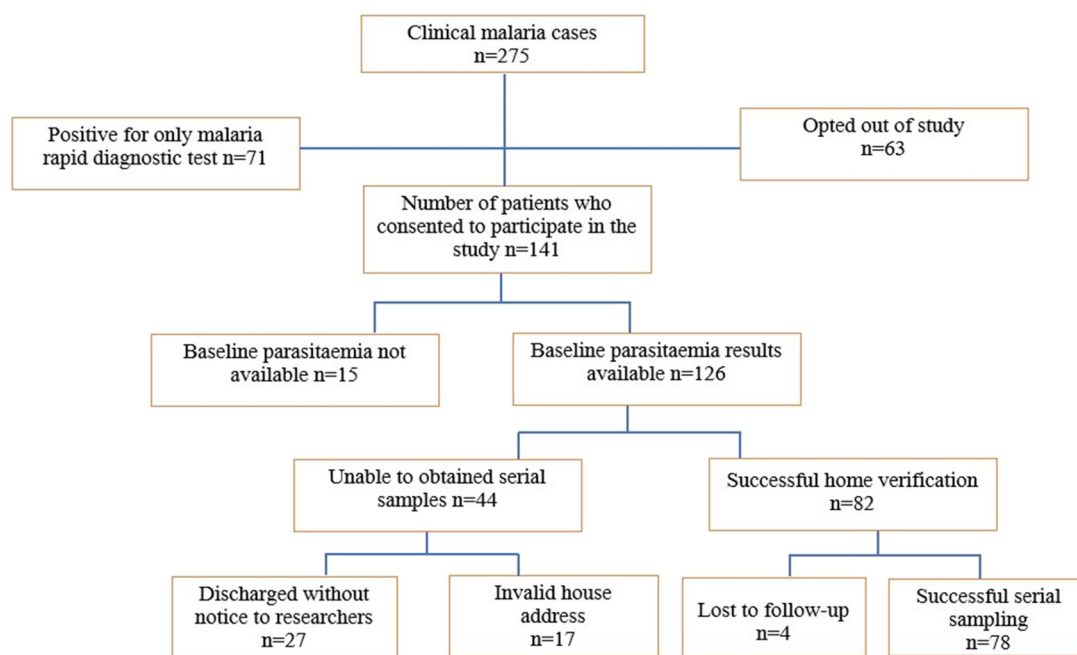 Clinical malaria cases
n=275
Positive for only malaria
rapid diagnostic test n=71
Opted out of study
n=63
Number of patients who
consented to participate in the
study n=141
Baseline parasitaemia not
available n=15
Baseline parasitaemia results
available n=126
Unable to obtained serial
samples n=44
Successful home verification
n=82
Discharged without
notice to researchers
n=27
Invalid house
address
n=17
Lost to follow-up
n=4
Successful serial
sampling
n=78